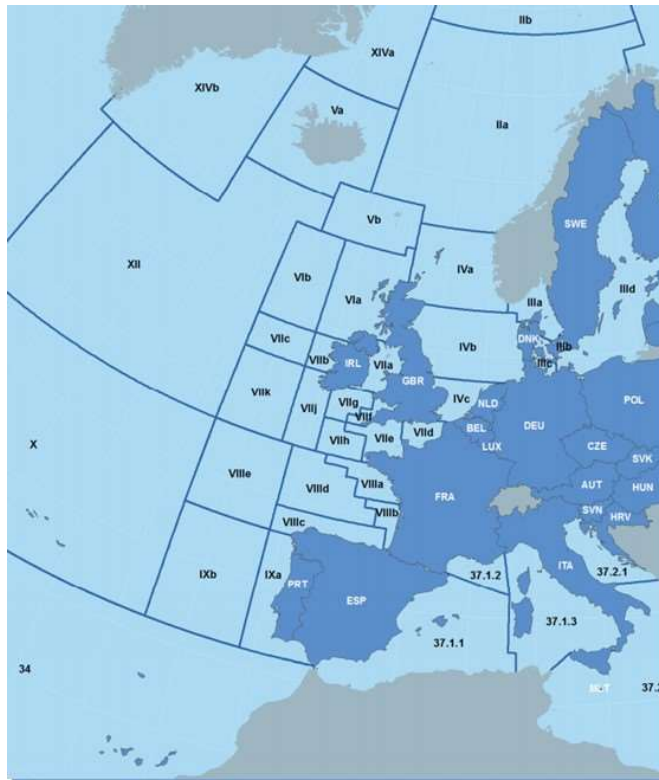 IIb
XIVa
XIVb
Va
IIa
Vb
SWE
XII
VIb
VIa
IVa
IIId
IIIa
VIIc
VIIb
IRL
VIIa
IVb
DNK
IIIb
IIIc
GBR
VIIk
VIIj
VIIg
VIIf
IVc
NLD
POL
X
VIIh
VIIe
VIId
BEL
DEU
LUX
CZE
SVK
VIIIe
VIIId
VIIIa
FRA
AUT
HUN
VIIIc
VIIIb
SVN
HRV
IXb
IXa
PRT
ESP
37.1.2
ITA
37.2.1
37.1.3
37.1.1
34
MLT
37.2